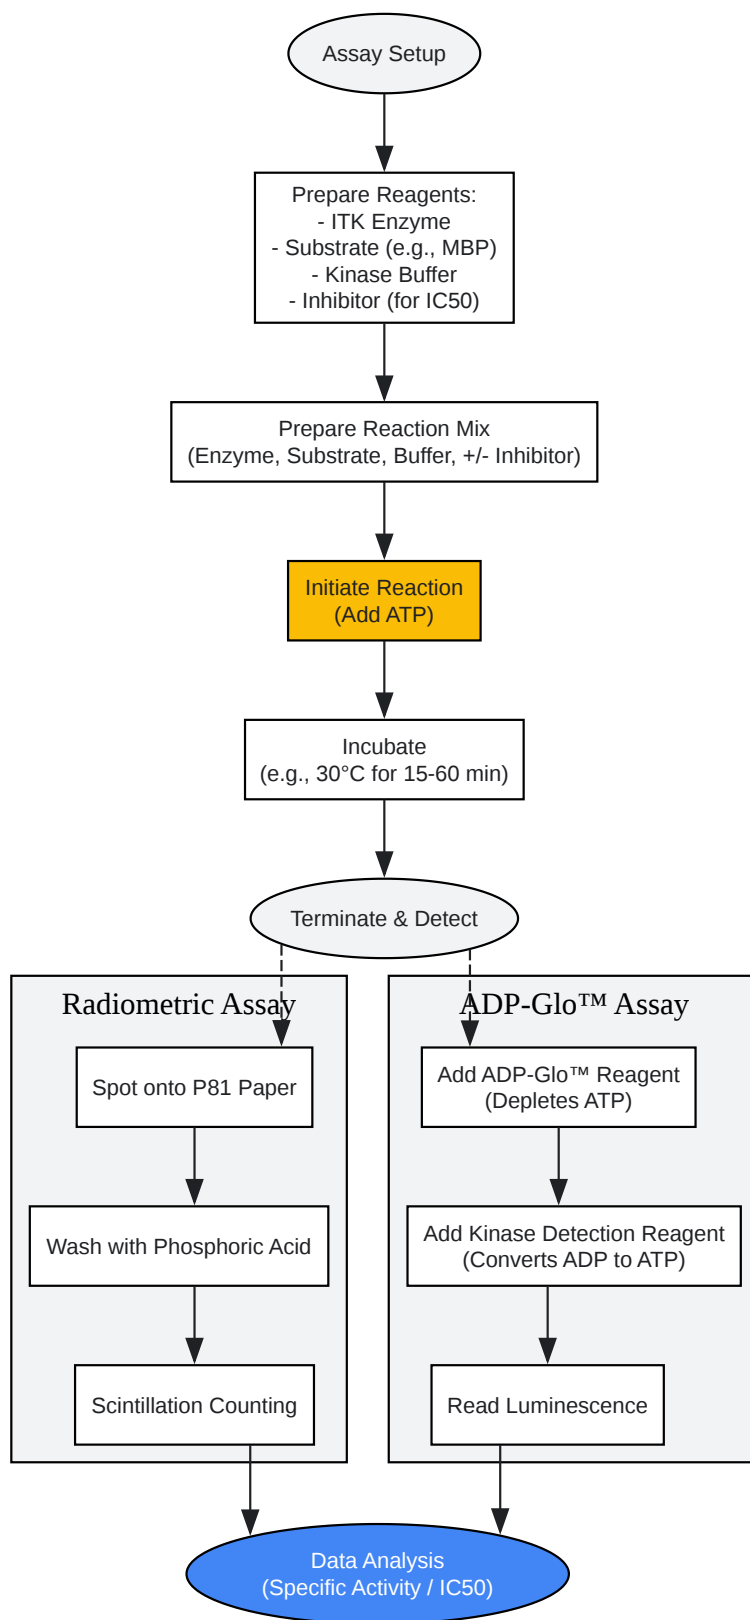 Assay Setup
Prepare Reagents:
- ITK Enzyme
- Substrate (e.g., MBP)
- Kinase Buffer
- Inhibitor (for IC50)
Prepare Reaction Mix
(Enzyme, Substrate, Buffer, +/- Inhibitor)
Initiate Reaction
(Add ATP)
Incubate
(e.g., 30°C for 15-60 min)
Terminate & Detect
Radiometric Assay
Spot onto P81 Paper
Wash with Phosphoric Acid
Scintillation Counting
ADP-Glo™ Assay
Add ADP-Glo™ Reagent
(Depletes ATP)
Add Kinase Detection Reagent
(Converts ADP to ATP)
Read Luminescence
Data Analysis
(Specific Activity / IC50)